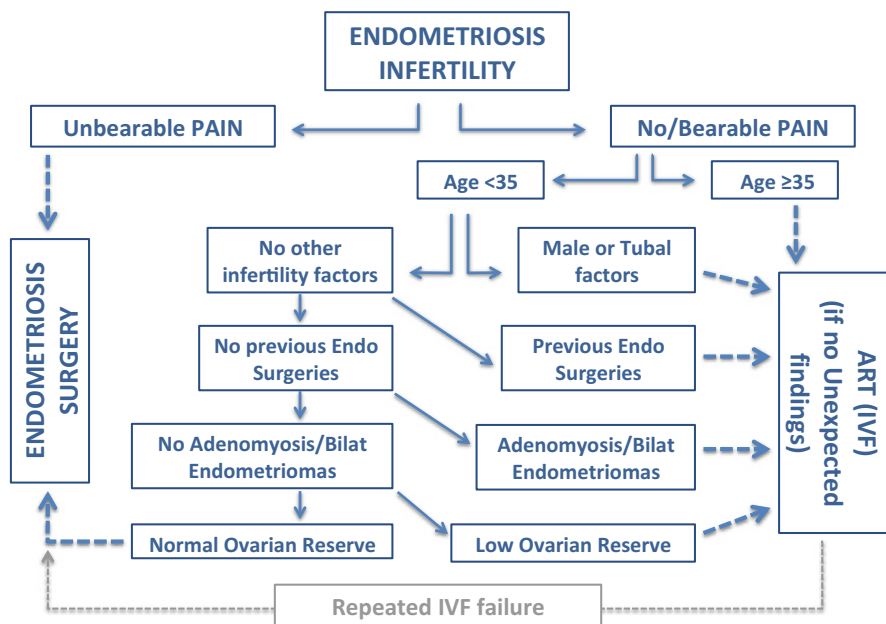 ENDOMETRIOSIS
INFERTILITY
Unbearable PAIN
No/Bearable PAIN
Age <35
Age ≥35
No other
infertility factors
Male or Tubal
factors
ENDOMETRIOSIS
SURGERY
ART (IVF)
(if no Unexpected
findings)
No previous Endo
Surgeries
Previous Endo
Surgeries
No Adenomyosis/Bilat
Endometriomas
Adenomyosis/Bilat
Endometriomas
Normal Ovarian Reserve
Low Ovarian Reserve
Repeated IVF failure